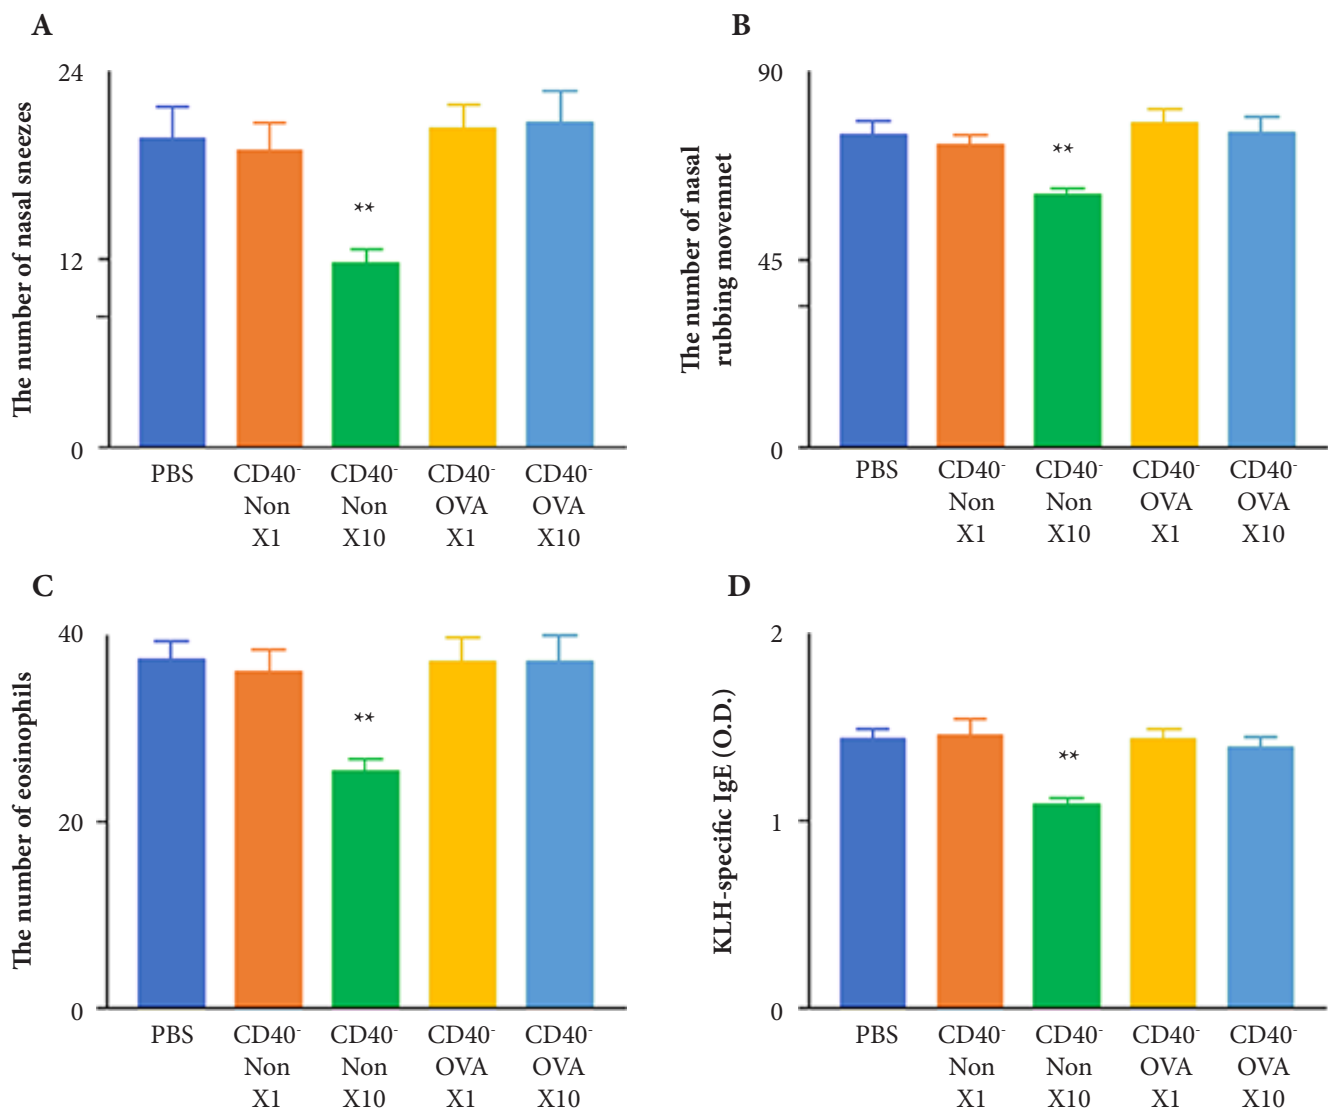 A
The number of nasal sneezes
24
12
0
**
PBS
CD40-
Non
X1
CD40-
Non
X10
CD40-
OVA
X1
CD40-
OVA
X10
B
The number of nasal
rubbing movemnet
90
45
0
**
PBS
CD40-
Non
X1
CD40-
Non
X10
CD40-
OVA
X1
CD40-
OVA
X10
C
The number of eosinophils
40
20
0
**
PBS
CD40-
Non
X1
CD40-
Non
X10
CD40-
OVA
X1
CD40-
OVA
X10
D
KLH-specific IgE (O.D.)
2
1
0
**
PBS
CD40-
Non
X1
CD40-
Non
X10
CD40-
OVA
X1
CD40-
OVA
X10